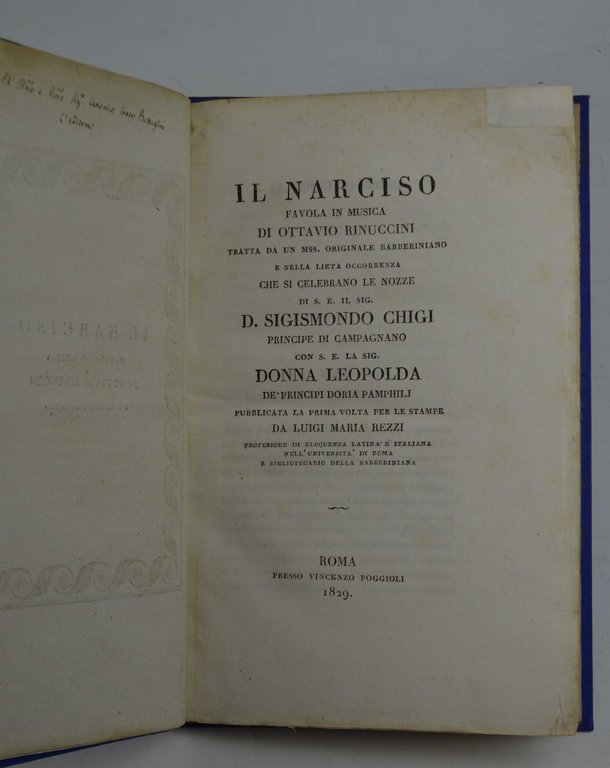 L'editore
IL NARCISO
FAVOLA IN MUSICA
DI OTTAVIO RINUCCINI
TRATTA DA UN MSS. ORIGINALE BARBERINIANO
E NELLA LIETA OCCORRENZA
CHE SI CELEBRANO LE NOZZE
DI S. E. IL SIG.
D. SIGISMONDO CHIGI
PRINCIPE DI CAMPAGNANO
CON S. E. LA SIG.
DONNA LEOPOLDA
DE' PRINCIPI DORIA PAMPHILJ
PUBBLICATA LA PRIMA VOLTA PER LE STAMPE
DA LUIGI MARIA REZZI
PROFESSORE DI ELOQUENZA LATINA E ITALIANA
NELL'UNIVERSITA' DI ROMA
E BIBLIOTECARIO DELLA BARBERINIANA
ROMA
PRESSO VINCENZO POGGIOLI
1829.